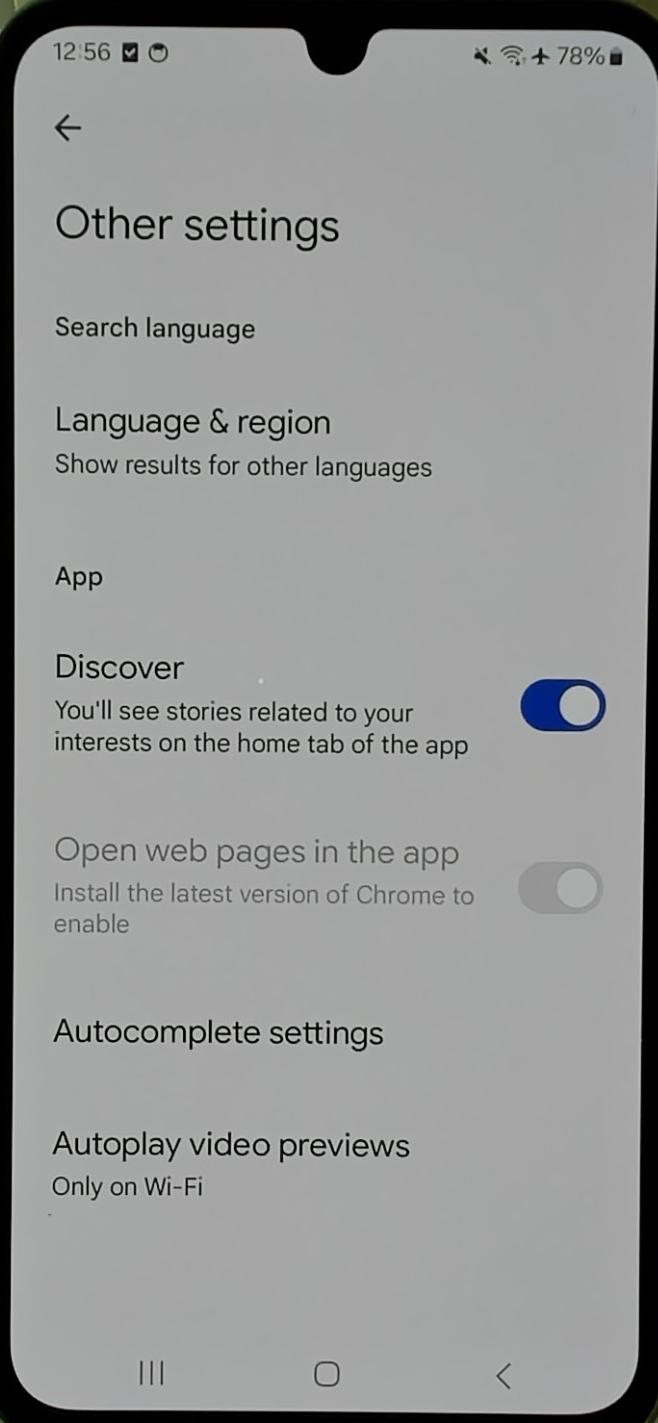 12:56
78%
Other settings
Search language
Language & region
Show results for other languages
App
Discover
You'll see stories related to your
interests on the home tab of the app
Open web pages in the app
Install the latest version of Chrome to
enable
Autocomplete settings
Autoplay video previews
Only on Wi-Fi